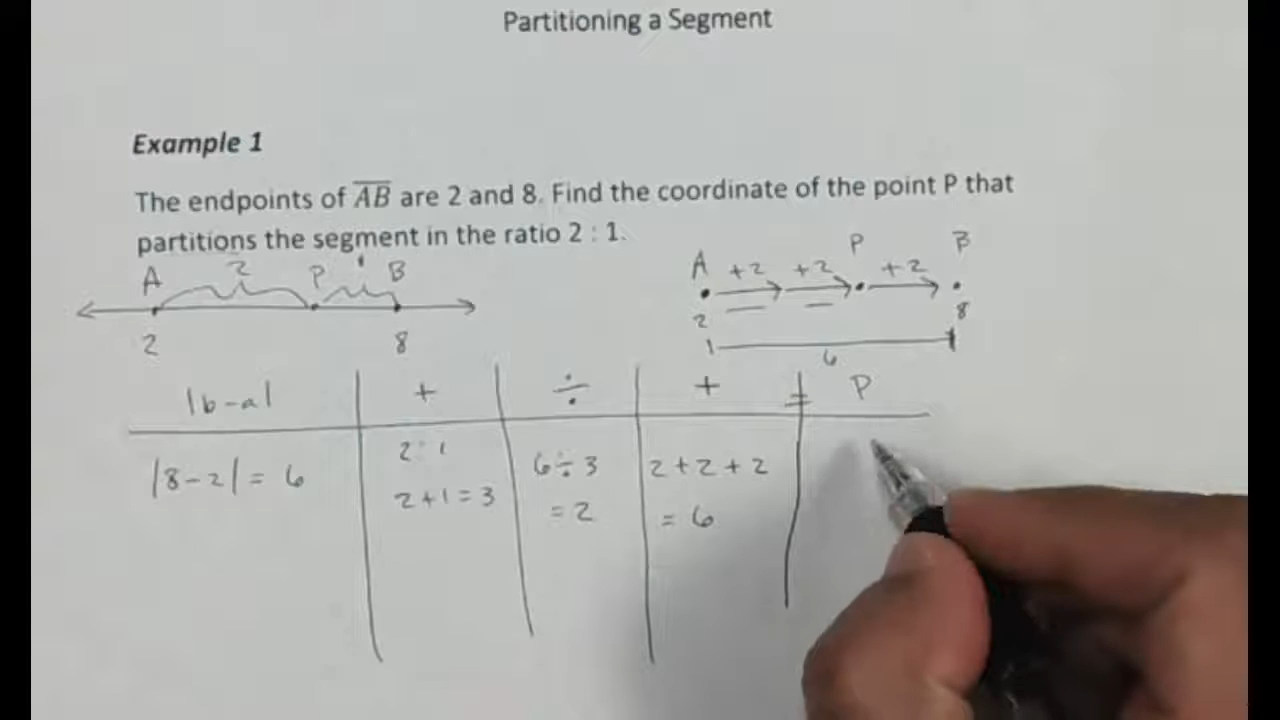 Partitioning a Segment
Example 1
The endpoints of AB are 2 and 8. Find the coordinate of the point P that
partitions the segment in the ratio 2 : 1.
A 2 P 1 B
2 8
A +2 +2 P +2 B
2 8
6
|b-a| + ÷ + = P
|8-2| = 6
2:1
2+1=3
6÷3
=2
2+2+2
=6